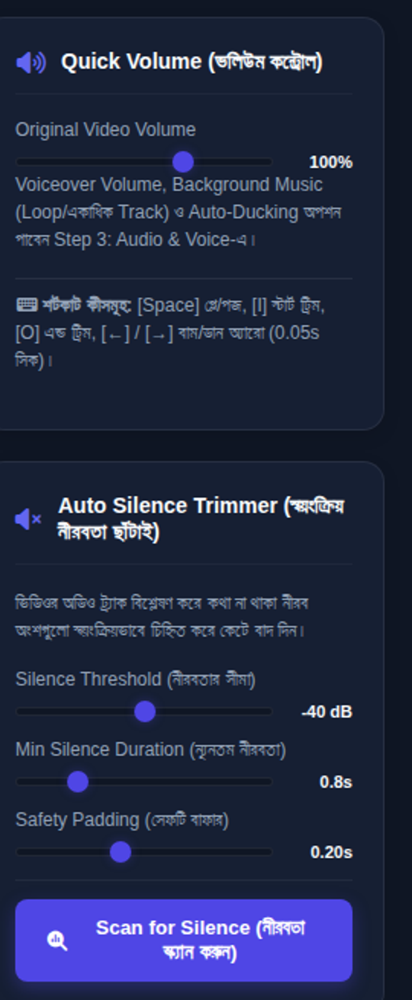 Quick Volume (ভলিউম কন্ট্রোল)
Original Video Volume
100%
Voiceover Volume, Background Music
(Loop/একাধিক Track) ও Auto-Ducking অপশন
পাবেন Step 3: Audio & Voice-এ।
শর্টকাট কীসমূহ: [Space] প্লে/পজ, [I] স্টার্ট ট্রিম,
[O] এন্ড ট্রিম, [←] / [→] বাম/ডান অ্যারো (0.05s
সিক)।
Auto Silence Trimmer (স্বয়ংক্রিয়
নীরবতা ছাঁটাই)
ভিডিওর অডিও ট্র্যাক বিশ্লেষণ করে কথা না থাকা নীরব
অংশগুলো স্বয়ংক্রিয়ভাবে চিহ্নিত করে কেটে বাদ দিন।
Silence Threshold (নীরবতার সীমা)
-40 dB
Min Silence Duration (ন্যূনতম নীরবতা)
0.8s
Safety Padding (সেফটি বাফার)
0.20s
Scan for Silence (নীরবতা
স্ক্যান করুন)